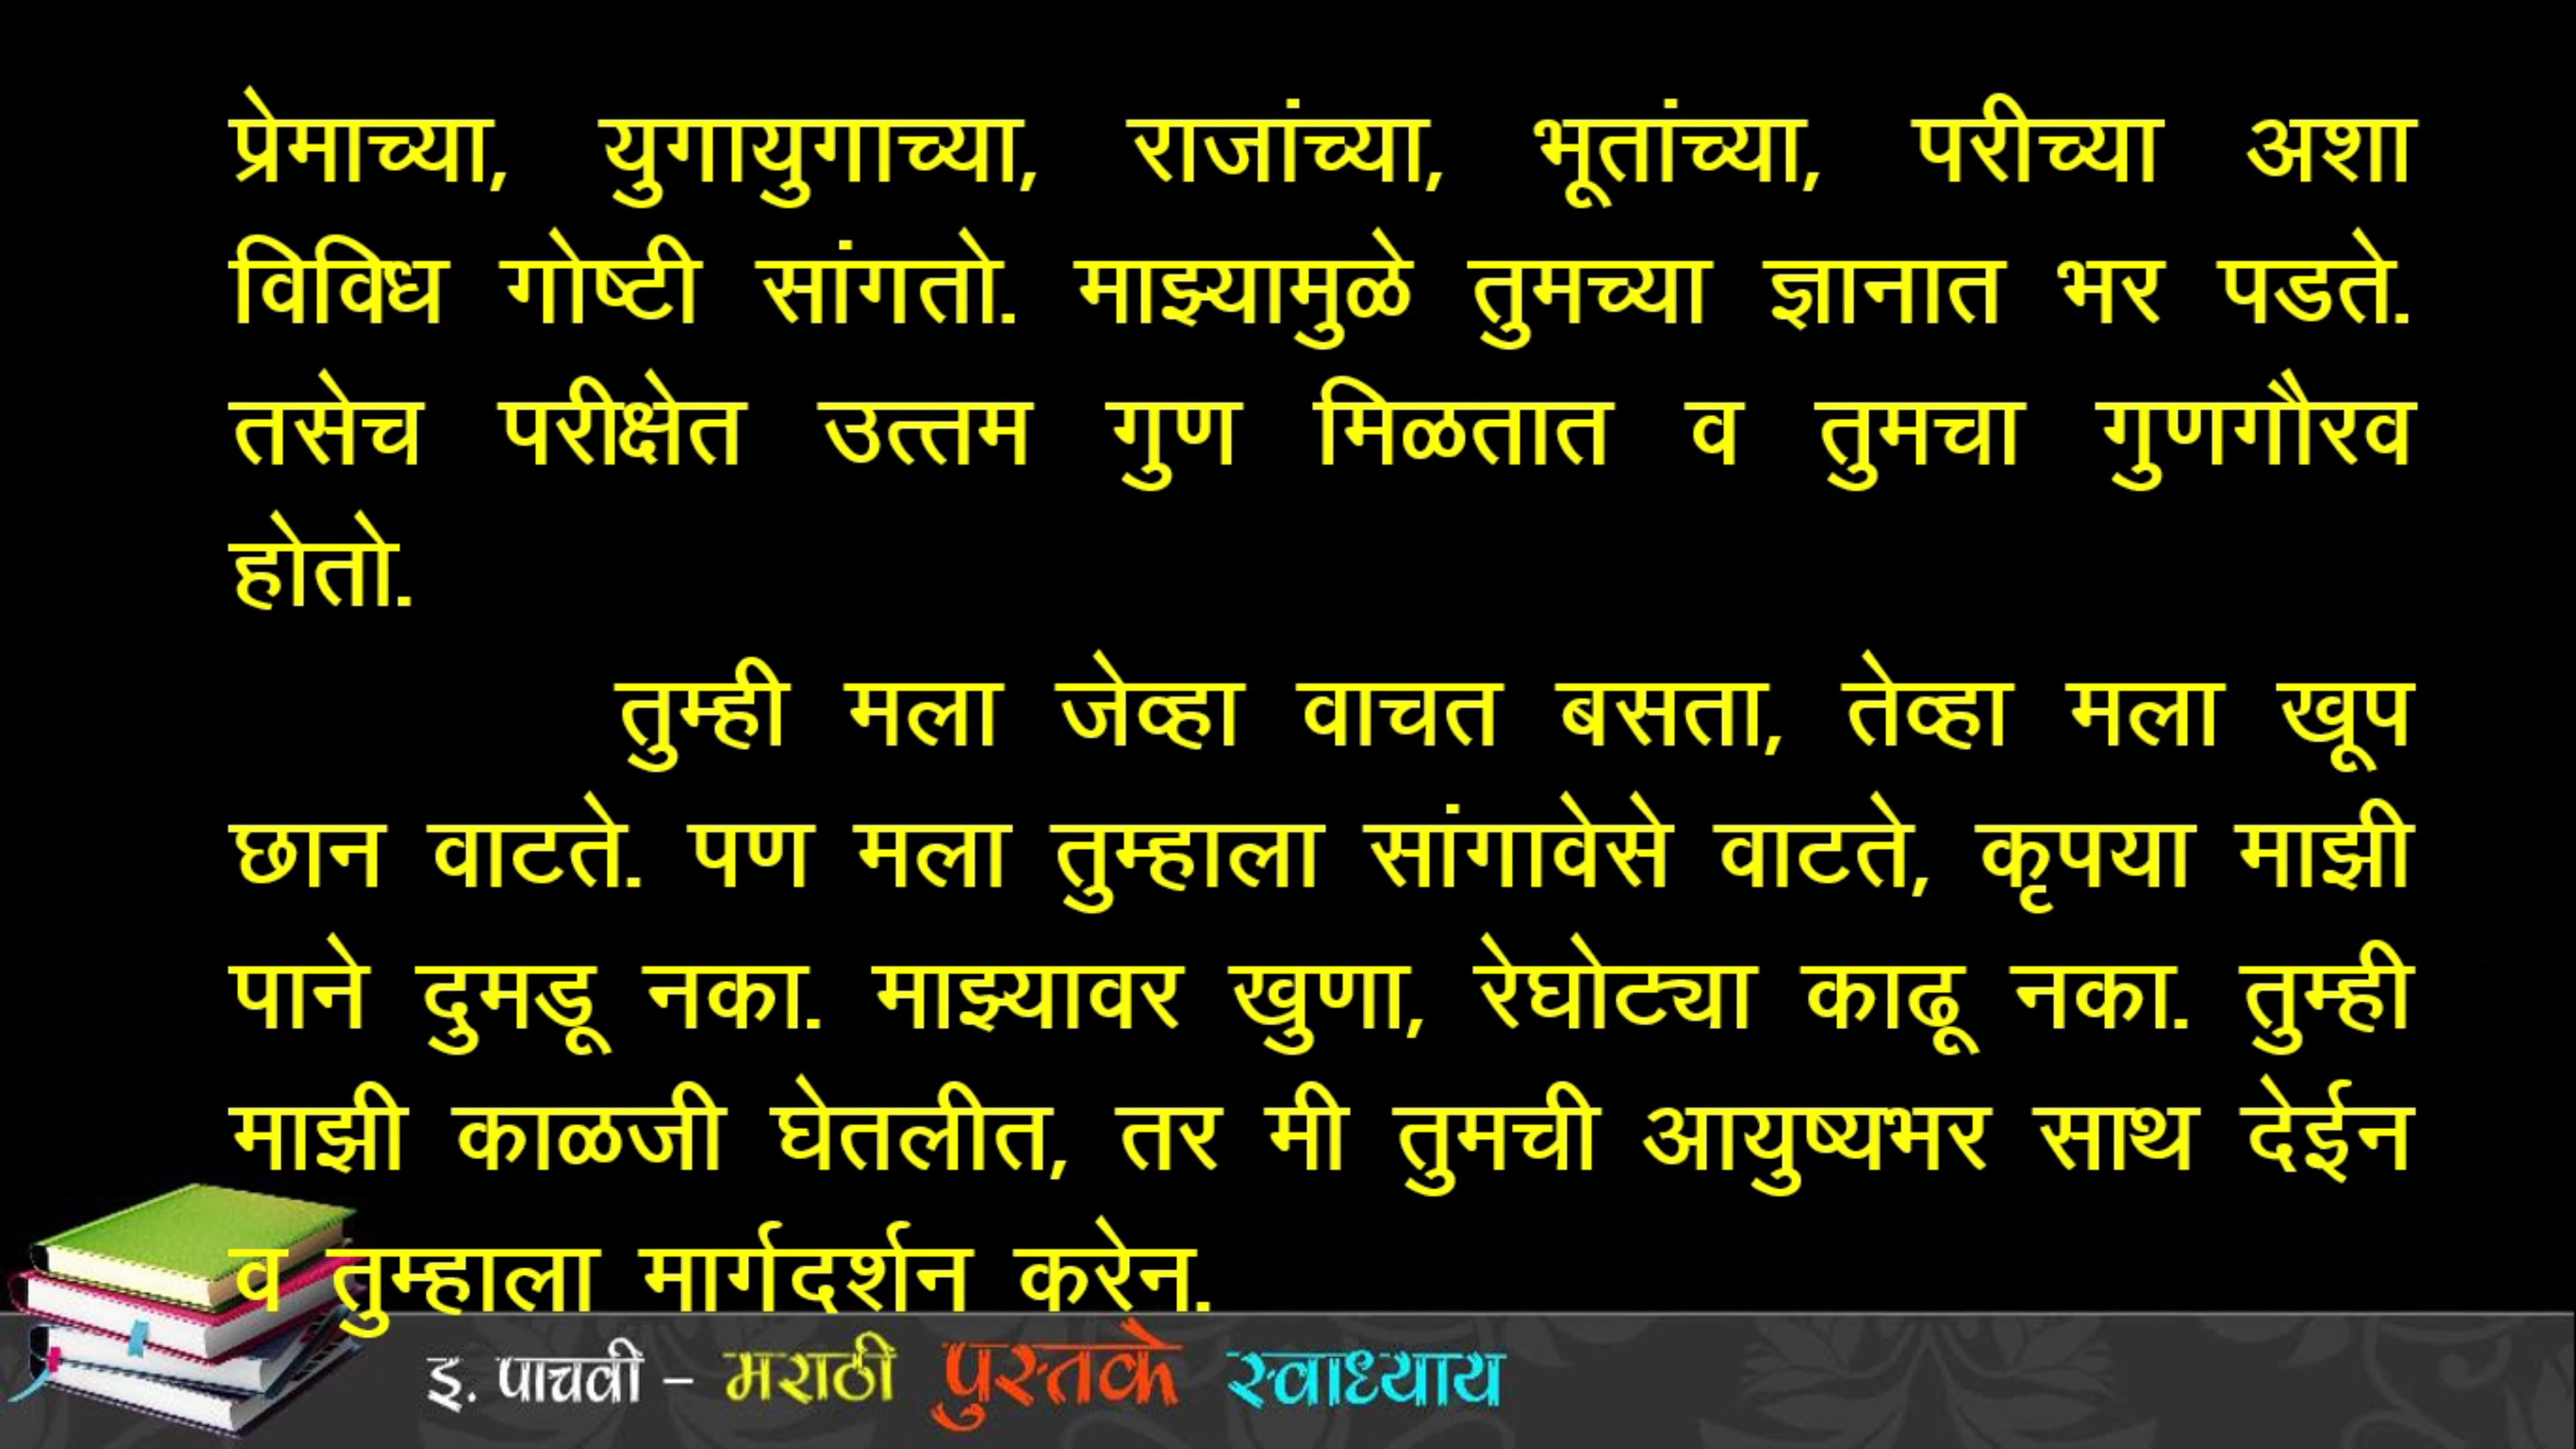 प्रेमाच्या, युगायुगाच्या, राजांच्या, भूतांच्या, परीच्या अशा
विविध गोष्टी सांगतो. माझ्यामुळे तुमच्या ज्ञानात भर पडते.
तसेच परीक्षेत उत्तम गुण मिळतात व तुमचा गुणगौरव
होतो.
तुम्ही मला जेव्हा वाचत बसता, तेव्हा मला खूप
छान वाटते. पण मला तुम्हाला सांगावेसे वाटते, कृपया माझी
पाने दुमडू नका. माझ्यावर खुणा, रेघोट्या काढू नका. तुम्ही
माझी काळजी घेतलीत, तर मी तुमची आयुष्यभर साथ देईन
व तुम्हाला मार्गदर्शन करेन.
इ. पाचवी – मराठी पुस्तके स्वाध्याय